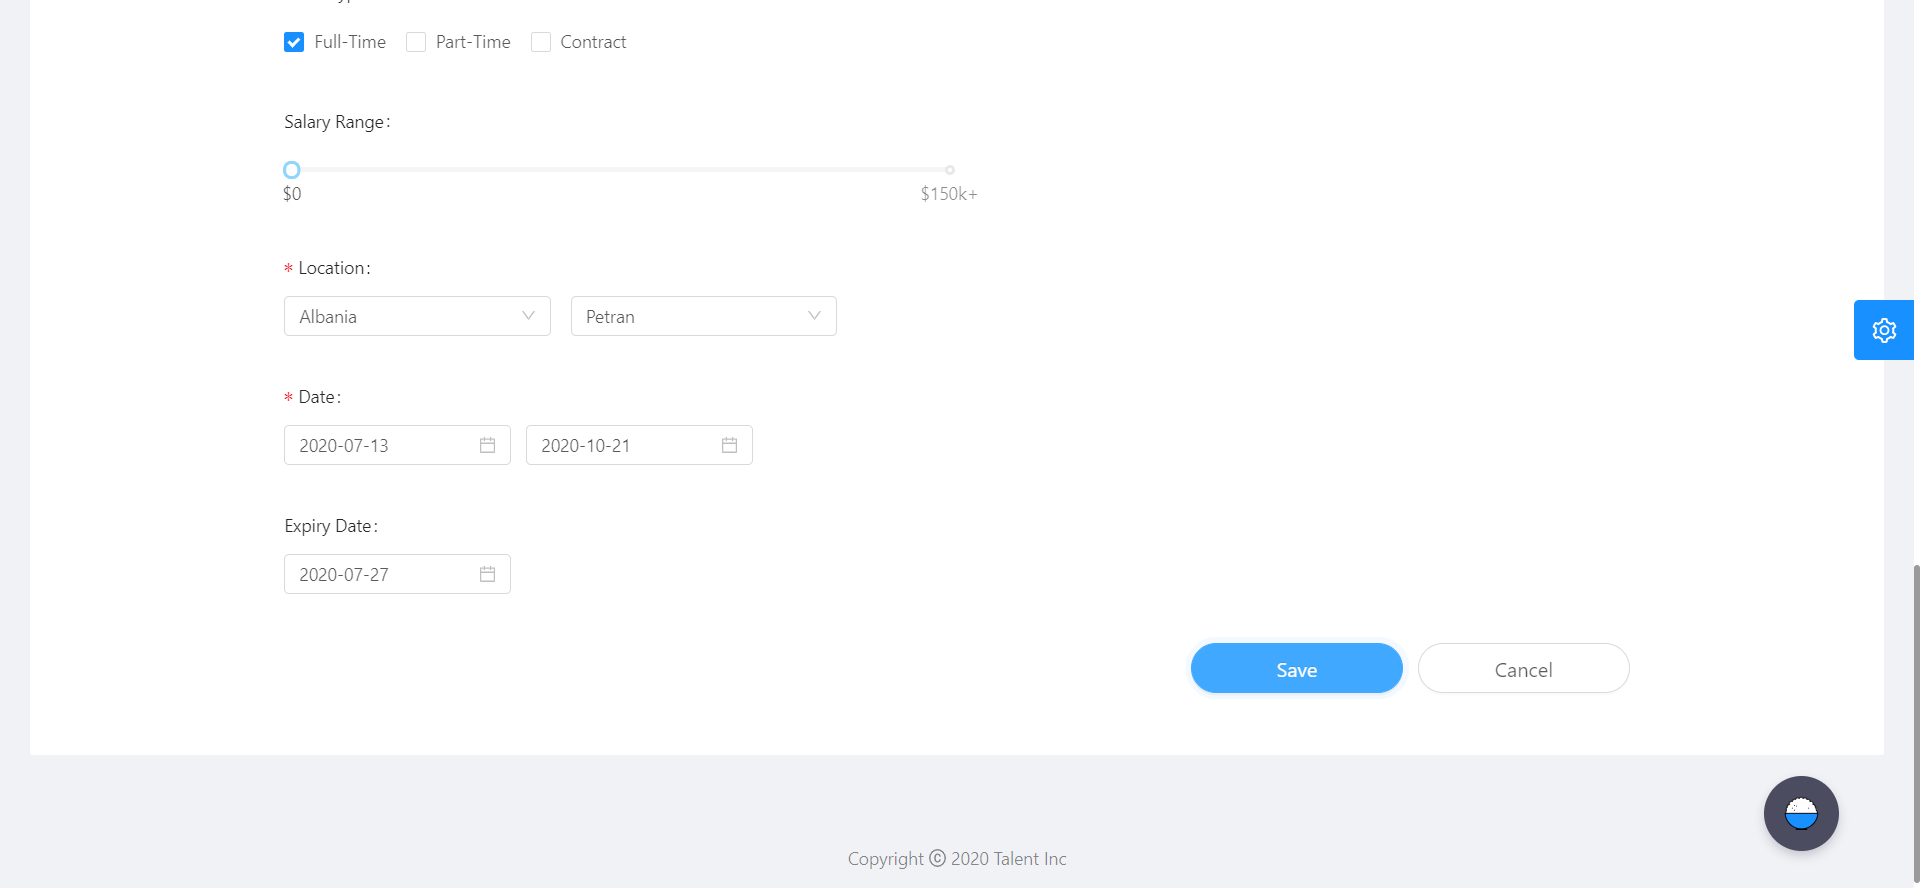 Full-Time Part-Time Contract
Salary Range:
$0 $150k+
* Location:
Albania Petran
* Date:
2020-07-13 2020-10-21
Expiry Date:
2020-07-27
Save Cancel
Copyright © 2020 Talent Inc